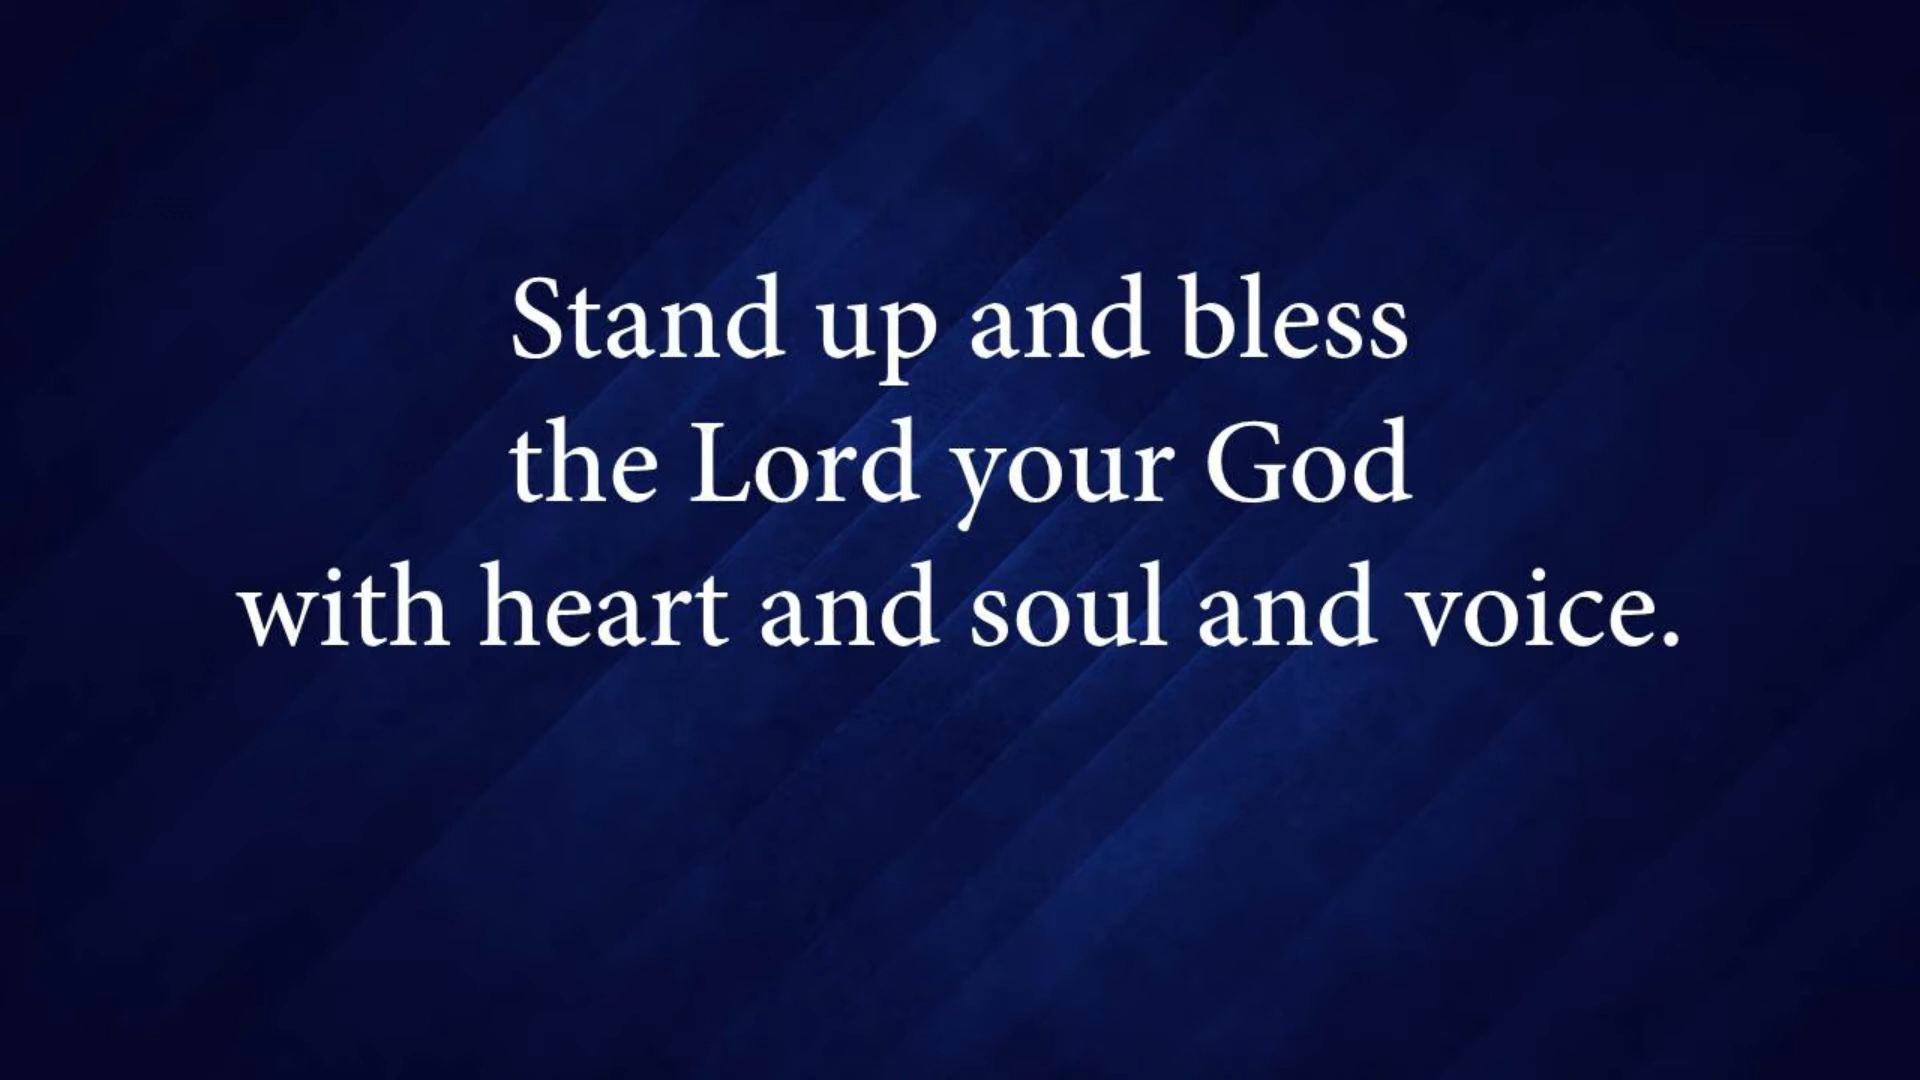 Stand up and bless
the Lord your God
with heart and soul and voice.